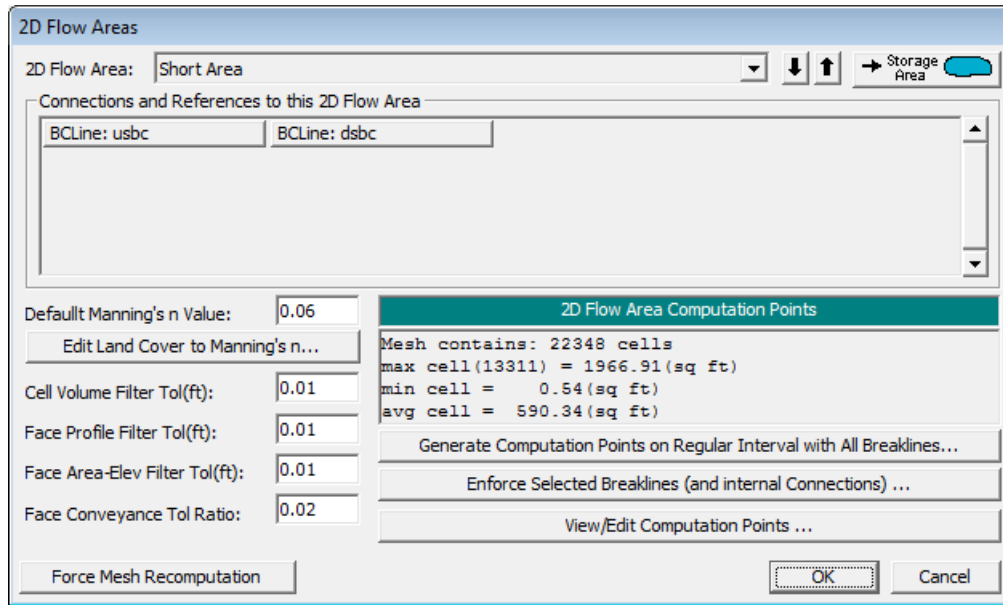 2D Flow Areas
2D Flow Area: Short Area
Storage
Area
Connections and References to this 2D Flow Area
BCLine: usbc BCLine: dsbc
Defaullt Manning's n Value: 0.06
Edit Land Cover to Manning's n...
Cell Volume Filter Tol(ft): 0.01
Face Profile Filter Tol(ft): 0.01
Face Area-Elev Filter Tol(ft): 0.01
Face Conveyance Tol Ratio: 0.02
2D Flow Area Computation Points
Mesh contains: 22348 cells
max cell(13311) = 1966.91(sq ft)
min cell = 0.54(sq ft)
avg cell = 590.34(sq ft)
Generate Computation Points on Regular Interval with All Breaklines...
Enforce Selected Breaklines (and internal Connections) ...
View/Edit Computation Points ...
Force Mesh Recomputation OK Cancel